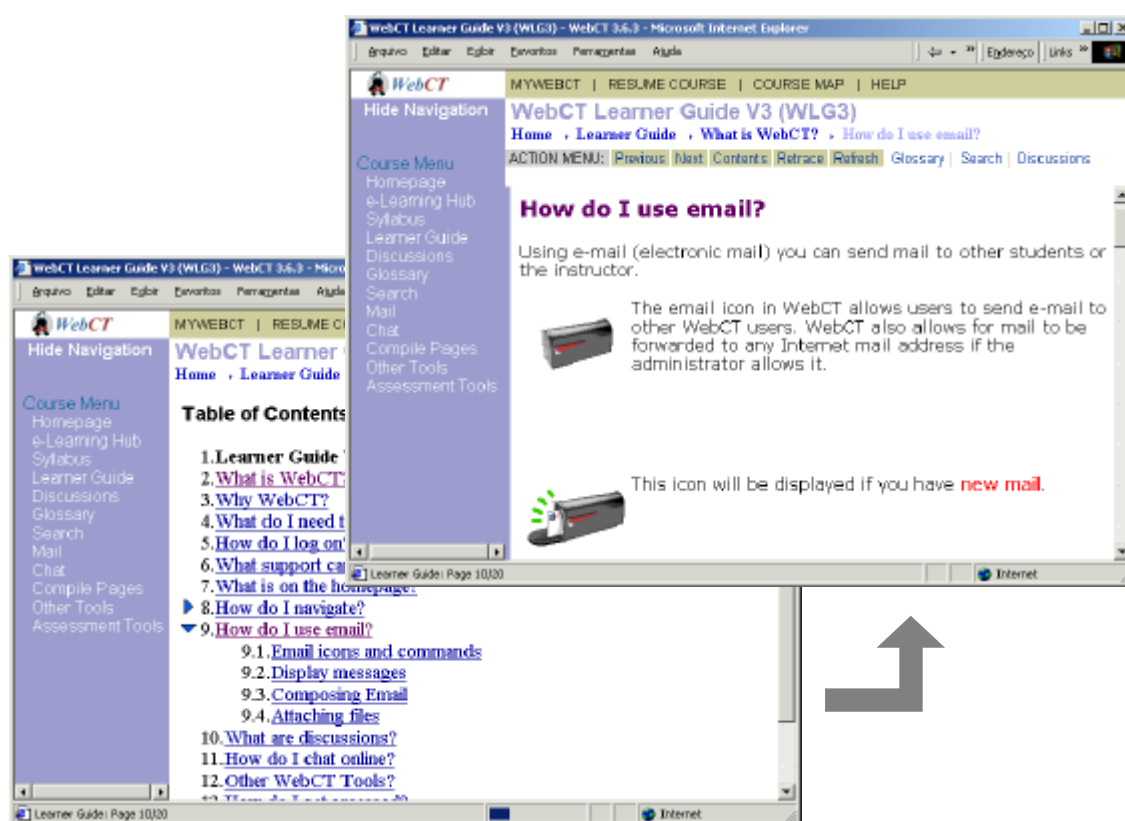 WebCT Learner Guide V3 (WLG3) - WebCT 3.6.3 - Microsoft Internet Explorer
Arquivo Editar Exibir Favoritos Ferramentas Ajuda Endereço Links »
WebCT MYWEBCT | RESUME COURSE | COURSE MAP | HELP
Hide Navigation
WebCT Learner Guide V3 (WLG3)
Home › Learner Guide › What is WebCT? › How do I use email?
ACTION MENU: Previous Next Contents Retrace Refresh Glossary | Search | Discussions
Course Menu
Homepage
e-Learning Hub
Syllabus
Learner Guide
Discussions
Glossary
Search
Mail
Chat
Compile Pages
Other Tools
Assessment Tools
How do I use email?
Using e-mail (electronic mail) you can send mail to other students or
the instructor.
The email icon in WebCT allows users to send e-mail to
other WebCT users. WebCT also allows for mail to be
forwarded to any Internet mail address if the
administrator allows it.
This icon will be displayed if you have new mail.
Learner Guide: Page 10/20 Internet
WebCT Learner Guide V3 (WLG3) - WebCT 3.6.3 - Micro
Arquivo Editar Exibir Favoritos Ferramentas Ajuda
WebCT MYWEBCT | RESUME C
Hide Navigation
WebCT Learner
Home › Learner Guide
Course Menu
Homepage
e-Learning Hub
Syllabus
Learner Guide
Discussions
Glossary
Search
Mail
Chat
Compile Pages
Other Tools
Assessment Tools
Table of Contents
1.Learner Guide
2.What is WebCT?
3.Why WebCT?
4.What do I need t
5.How do I log on?
6.What support ca
7.What is on the homepage?
8.How do I navigate?
9.How do I use email?
9.1.Email icons and commands
9.2.Display messages
9.3.Composing Email
9.4.Attaching files
10.What are discussions?
11.How do I chat online?
12.Other WebCT Tools?
Learner Guide: Page 10/20 Internet